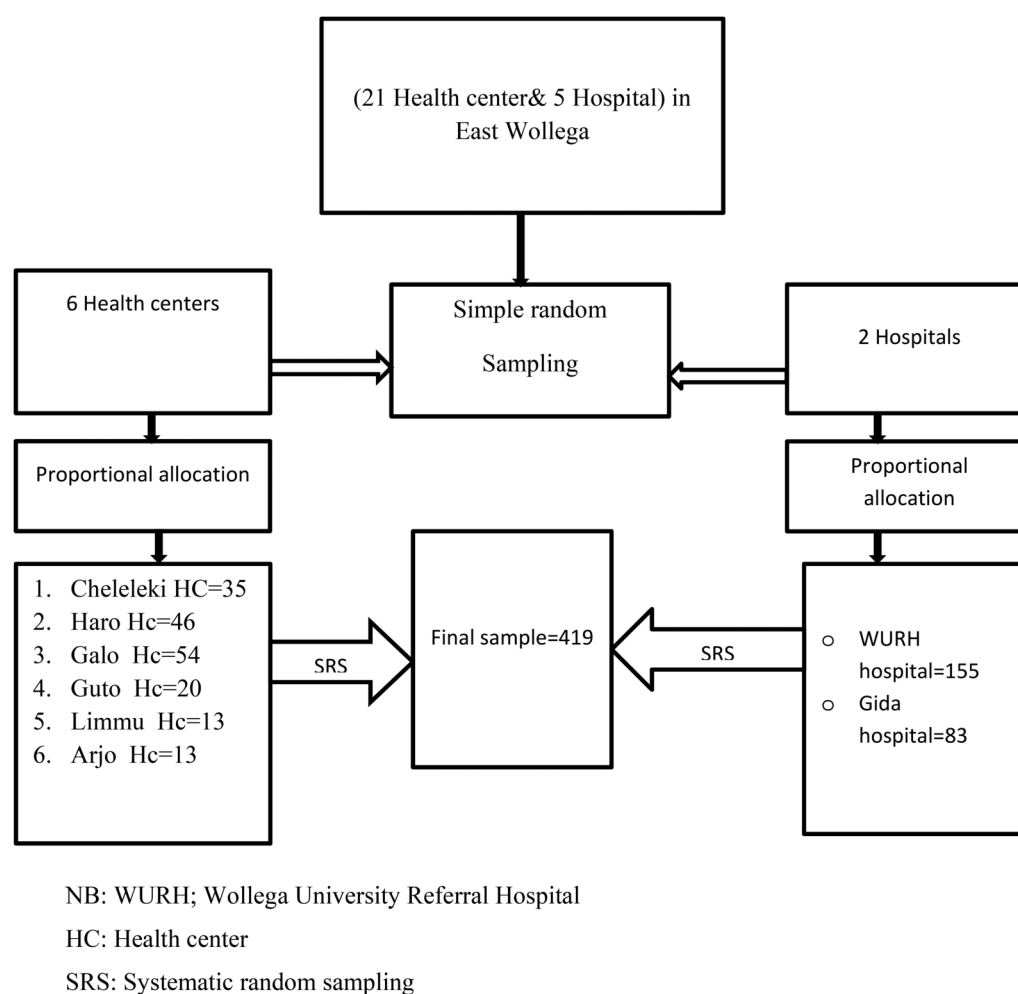 (21 Health center& 5 Hospital) in
East Wollega
6 Health centers
Simple random
Sampling
2 Hospitals
Proportional allocation
Proportional
allocation
1. Cheleleki HC=35
2. Haro Hc=46
3. Galo Hc=54
4. Guto Hc=20
5. Limmu Hc=13
6. Arjo Hc=13
SRS
Final sample=419
SRS
o WURH
hospital=155
o Gida
hospital=83
NB: WURH; Wollega University Referral Hospital
HC: Health center
SRS: Systematic random sampling